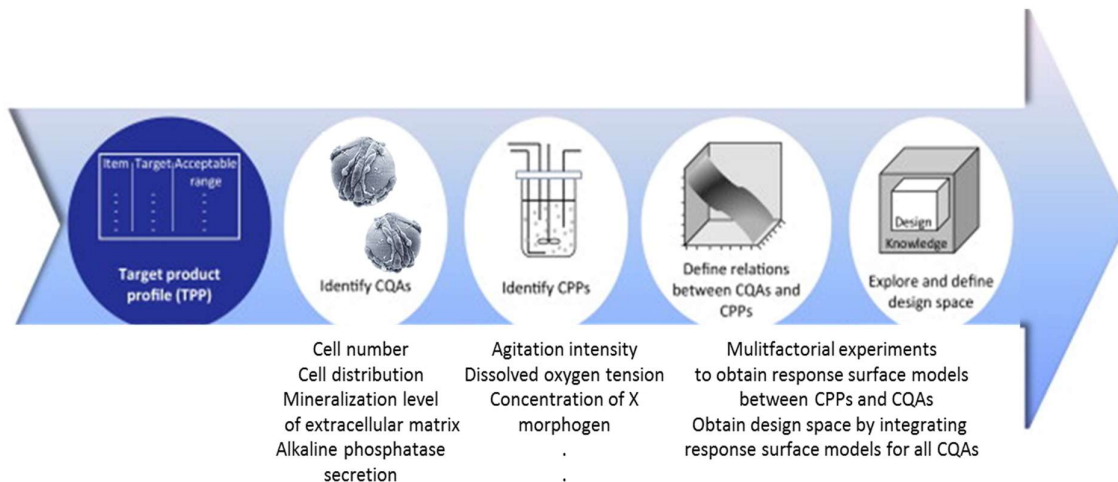 Item Target Acceptable
range
Target product
profile (TPP)
Identify CQAs
Identify CPPs
Define relations
between CQAs and
CPPs
Design
Knowledge
Explore and define
design space
Cell number
Cell distribution
Mineralization level
of extracellular matrix
Alkaline phosphatase
secretion
Agitation intensity
Dissolved oxygen tension
Concentration of X
morphogen
.
.
Mulitfactorial experiments
to obtain response surface models
between CPPs and CQAs
Obtain design space by integrating
response surface models for all CQAs